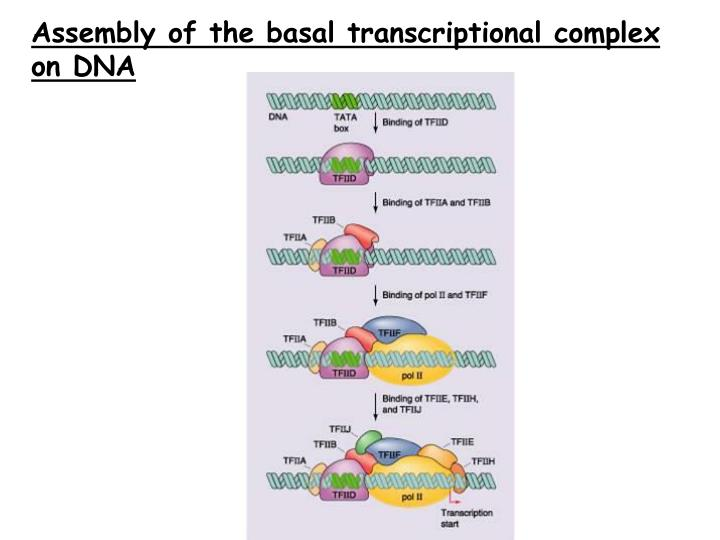 Assembly of the basal transcriptional complex
on DNA
DNA
TATA
box
Binding of TFIID
TFIID
Binding of TFIIA and TFIIB
TFIIB
TFIIA
TFIID
Binding of pol II and TFIIF
TFIIB
TFIIF
TFIIA
TFIID
pol II
Binding of TFIIE, TFIIH,
and TFIIJ
TFIIJ
TFIIB
TFIIE
TFIIF
TFIIA
TFIIH
TFIID
pol II
Transcription
start